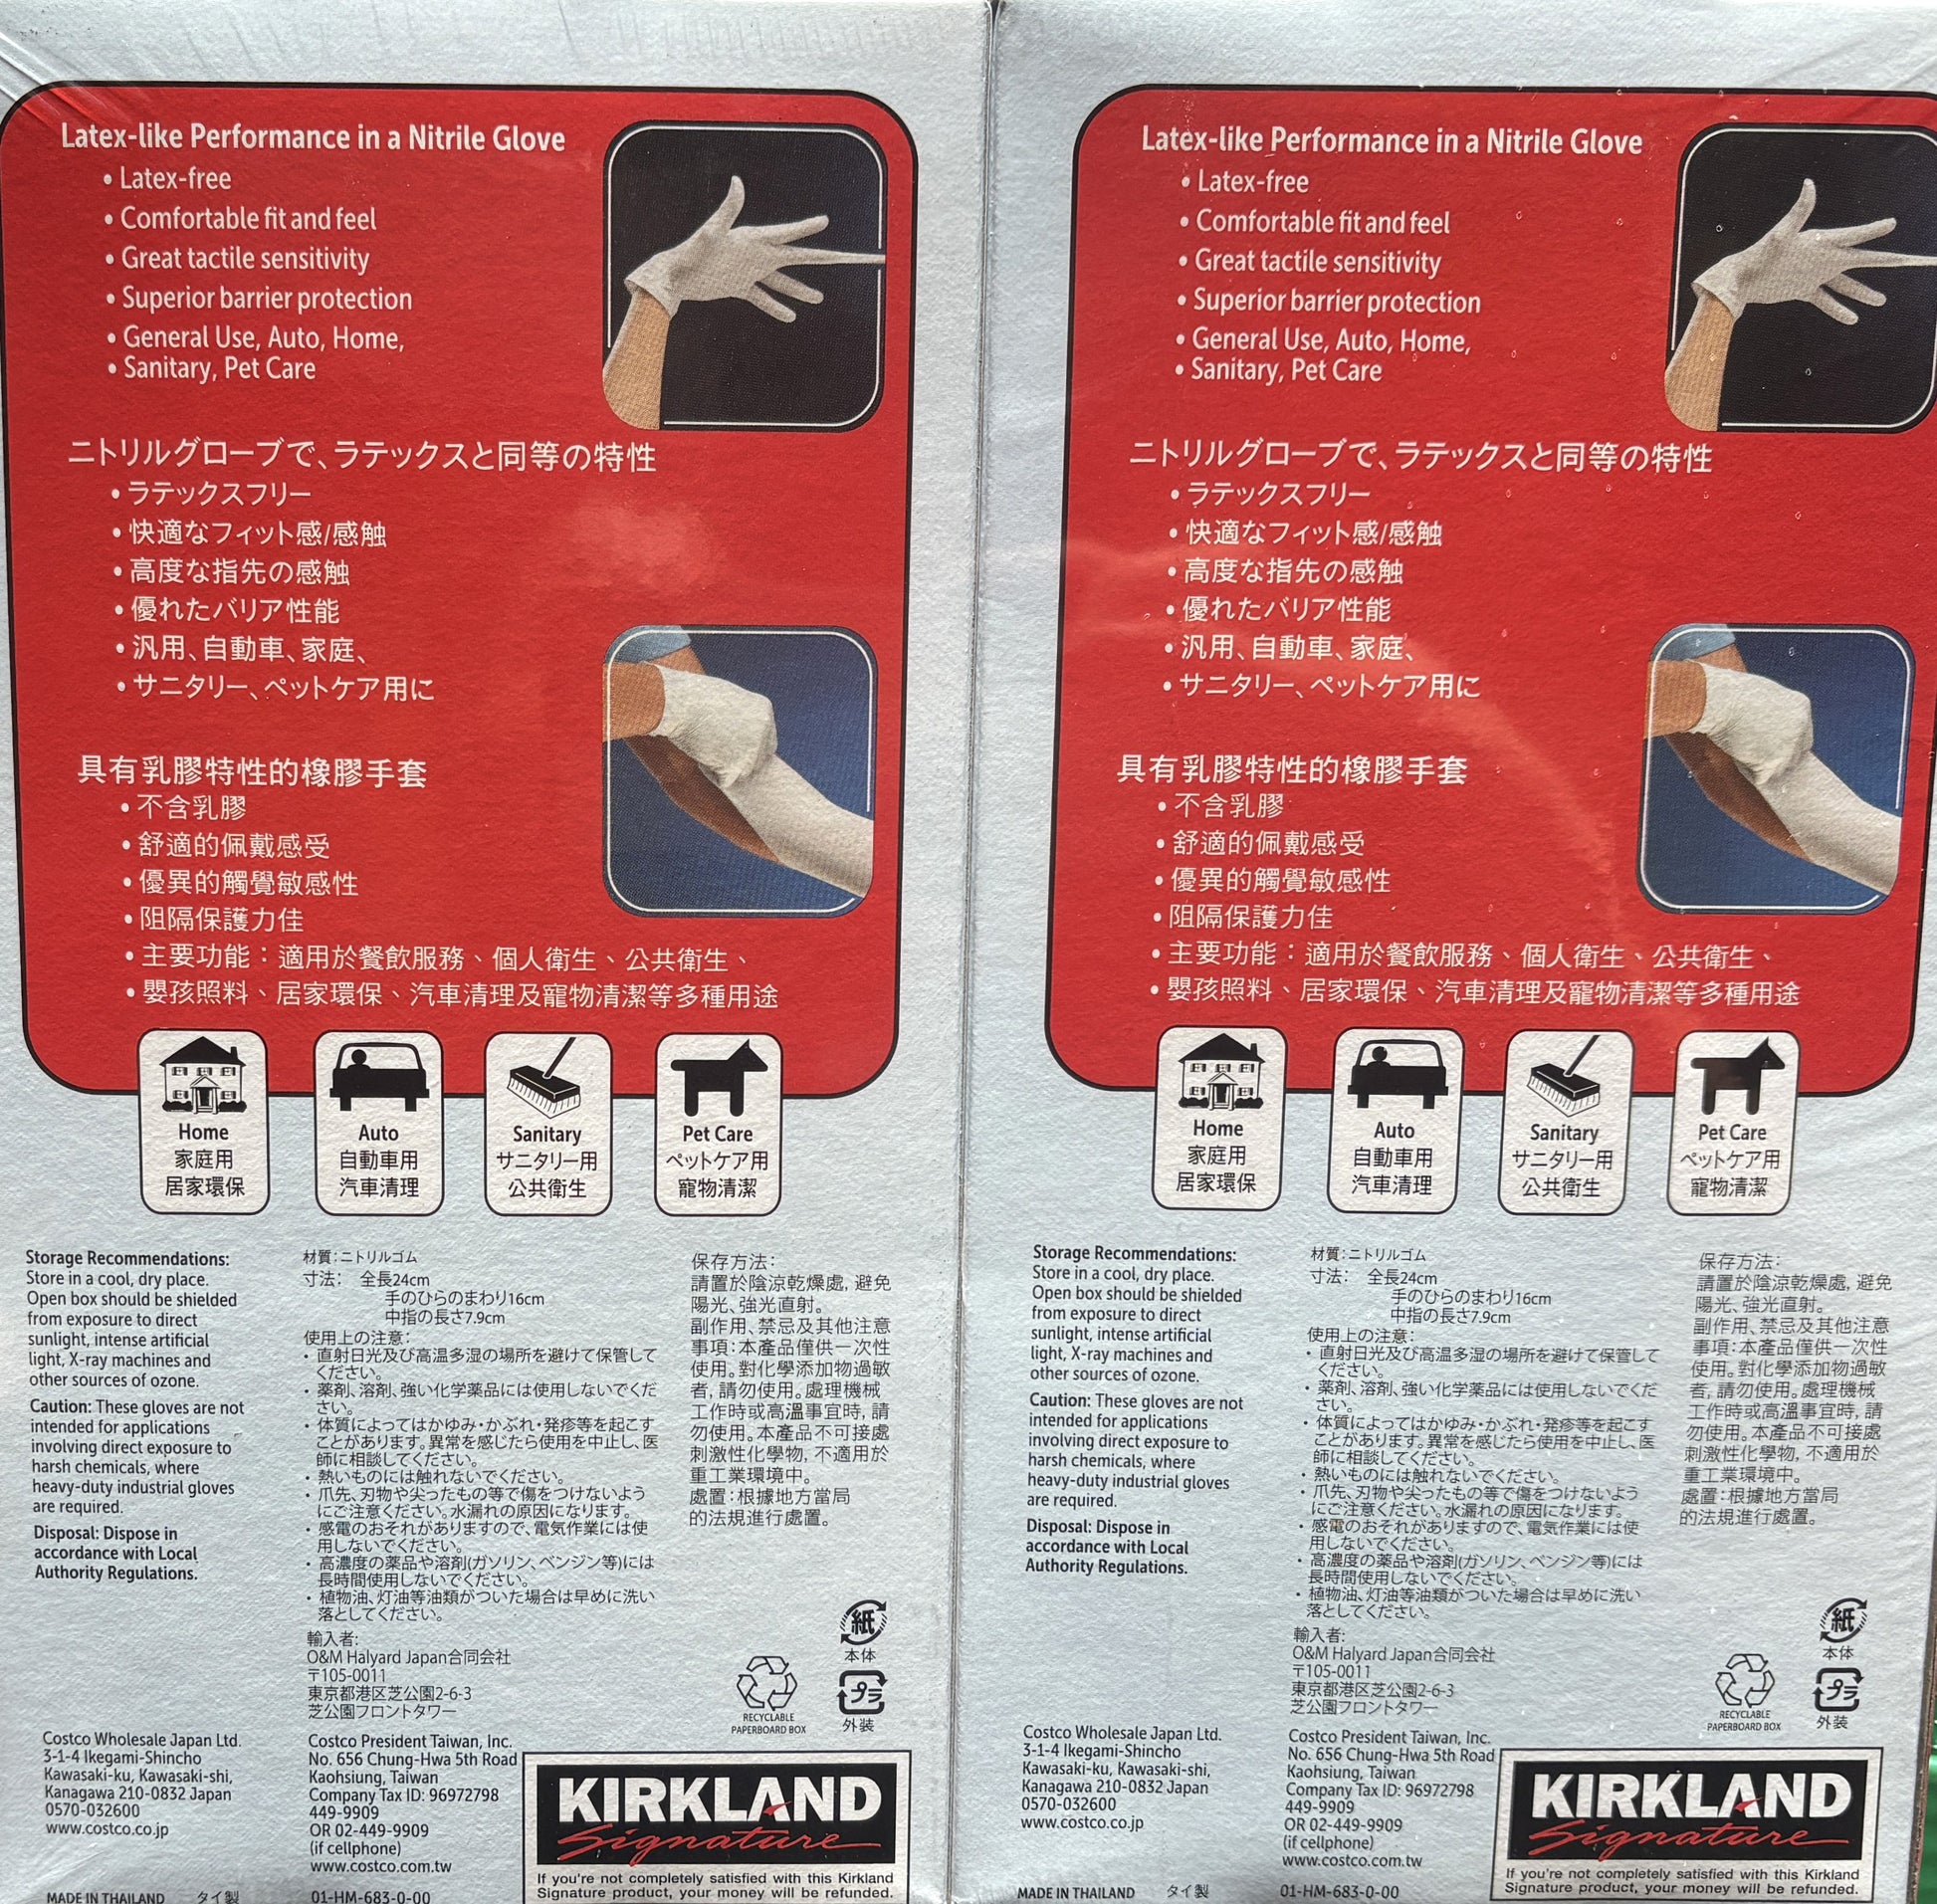 Latex-like Performance in a Nitrile Glove
• Latex-free
• Comfortable fit and feel
• Great tactile sensitivity
• Superior barrier protection
• General Use, Auto, Home,
• Sanitary, Pet Care
ニトリルグローブで、ラテックスと同等の特性
• ラテックスフリー
• 快適なフィット感/感触
• 高度な指先の感触
• 優れたバリア性能
• 汎用、自動車、家庭、
• サニタリー、ペットケア用に
具有乳膠特性的橡膠手套
• 不含乳膠
• 舒適的佩戴感受
• 優異的觸覺敏感性
• 阻隔保護力佳
• 主要功能：適用於餐飲服務、個人衛生、公共衛生、
• 嬰孩照料、居家環保、汽車清理及寵物清潔等多種用途
Home
家庭用
居家環保
Auto
自動車用
汽車清理
Sanitary
サニタリー用
公共衛生
Pet Care
ペットケア用
寵物清潔
Storage Recommendations:
Store in a cool, dry place.
Open box should be shielded
from exposure to direct
sunlight, intense artificial
light, X-ray machines and
other sources of ozone.
Caution: These gloves are not
intended for applications
involving direct exposure to
harsh chemicals, where
heavy-duty industrial gloves
are required.
Disposal: Dispose in
accordance with Local
Authority Regulations.
材質：ニトリルゴム
寸法： 全長24cm
手のひらのまわり16cm
中指の長さ7.9cm
使用上の注意：
・ 直射日光及び高温多湿の場所を避けて保管して
ください。
・ 薬剤、溶剤、強い化学薬品には使用しないでくだ
さい。
・ 体質によってはかゆみ・かぶれ・発疹等を起こす
ことがあります。異常を感じたら使用を中止し、医
師に相談してください。
・ 熱いものには触れないでください。
・ 爪先、刃物や尖ったもの等で傷をつけないよう
にご注意ください。水漏れの原因になります。
・ 感電のおそれがありますので、電気作業には使
用しないでください。
・ 高濃度の薬品や溶剤(ガソリン、ベンジン等)には
長時間使用しないでください。
・ 植物油、灯油等油類がついた場合は早めに洗い
落としてください。
輸入者：
O&M Halyard Japan合同会社
〒105-0011
東京都港区芝公園2-6-3
芝公園フロントタワー
保存方法：
請置於陰涼乾燥處, 避免
陽光、強光直射。
副作用、禁忌及其他注意
事項：本產品僅供一次性
使用。對化學添加物過敏
者, 請勿使用。處理機械
工作時或高溫事宜時, 請
勿使用。本產品不可接處
刺激性化學物, 不適用於
重工業環境中。
處置：根據地方當局
的法規進行處置。
紙
本体
プラ
外装
RECYCLABLE
PAPERBOARD BOX
Costco Wholesale Japan Ltd.
3-1-4 Ikegami-Shincho
Kawasaki-ku, Kawasaki-shi,
Kanagawa 210-0832 Japan
0570-032600
www.costco.co.jp
Costco President Taiwan, Inc.
No. 656 Chung-Hwa 5th Road
Kaohsiung, Taiwan
Company Tax ID: 96972798
449-9909
OR 02-449-9909
(if cellphone)
www.costco.com.tw
KIRKLAND
Signature
If you're not completely satisfied with this Kirkland
Signature product, your money will be refunded.
MADE IN THAILAND タイ製 01-HM-683-0-00
Latex-like Performance in a Nitrile Glove
• Latex-free
• Comfortable fit and feel
• Great tactile sensitivity
• Superior barrier protection
• General Use, Auto, Home,
• Sanitary, Pet Care
ニトリルグローブで、ラテックスと同等の特性
• ラテックスフリー
• 快適なフィット感/感触
• 高度な指先の感触
• 優れたバリア性能
• 汎用、自動車、家庭、
• サニタリー、ペットケア用に
具有乳膠特性的橡膠手套
• 不含乳膠
• 舒適的佩戴感受
• 優異的觸覺敏感性
• 阻隔保護力佳
• 主要功能：適用於餐飲服務、個人衛生、公共衛生、
• 嬰孩照料、居家環保、汽車清理及寵物清潔等多種用途
Home
家庭用
居家環保
Auto
自動車用
汽車清理
Sanitary
サニタリー用
公共衛生
Pet Care
ペットケア用
寵物清潔
Storage Recommendations:
Store in a cool, dry place.
Open box should be shielded
from exposure to direct
sunlight, intense artificial
light, X-ray machines and
other sources of ozone.
Caution: These gloves are not
intended for applications
involving direct exposure to
harsh chemicals, where
heavy-duty industrial gloves
are required.
Disposal: Dispose in
accordance with Local
Authority Regulations.
材質：ニトリルゴム
寸法： 全長24cm
手のひらのまわり16cm
中指の長さ7.9cm
使用上の注意：
・ 直射日光及び高温多湿の場所を避けて保管して
ください。
・ 薬剤、溶剤、強い化学薬品には使用しないでくだ
さい。
・ 体質によってはかゆみ・かぶれ・発疹等を起こす
ことがあります。異常を感じたら使用を中止し、医
師に相談してください。
・ 熱いものには触れないでください。
・ 爪先、刃物や尖ったもの等で傷をつけないよう
にご注意ください。水漏れの原因になります。
・ 感電のおそれがありますので、電気作業には使
用しないでください。
・ 高濃度の薬品や溶剤(ガソリン、ベンジン等)には
長時間使用しないでください。
・ 植物油、灯油等油類がついた場合は早めに洗い
落としてください。
輸入者：
O&M Halyard Japan合同会社
〒105-0011
東京都港区芝公園2-6-3
芝公園フロントタワー
保存方法：
請置於陰涼乾燥處, 避免
陽光、強光直射。
副作用、禁忌及其他注意
事項：本產品僅供一次性
使用。對化學添加物過敏
者, 請勿使用。處理機械
工作時或高溫事宜時, 請
勿使用。本產品不可接處
刺激性化學物, 不適用於
重工業環境中。
處置：根據地方當局
的法規進行處置。
紙
本体
プラ
外装
RECYCLABLE
PAPERBOARD BOX
Costco Wholesale Japan Ltd.
3-1-4 Ikegami-Shincho
Kawasaki-ku, Kawasaki-shi,
Kanagawa 210-0832 Japan
0570-032600
www.costco.co.jp
Costco President Taiwan, Inc.
No. 656 Chung-Hwa 5th Road
Kaohsiung, Taiwan
Company Tax ID: 96972798
449-9909
OR 02-449-9909
(if cellphone)
www.costco.com.tw
KIRKLAND
Signature
If you're not completely satisfied with this Kirkland
Signature product, your money will be refunded.
MADE IN THAILAND タイ製 01-HM-683-0-00